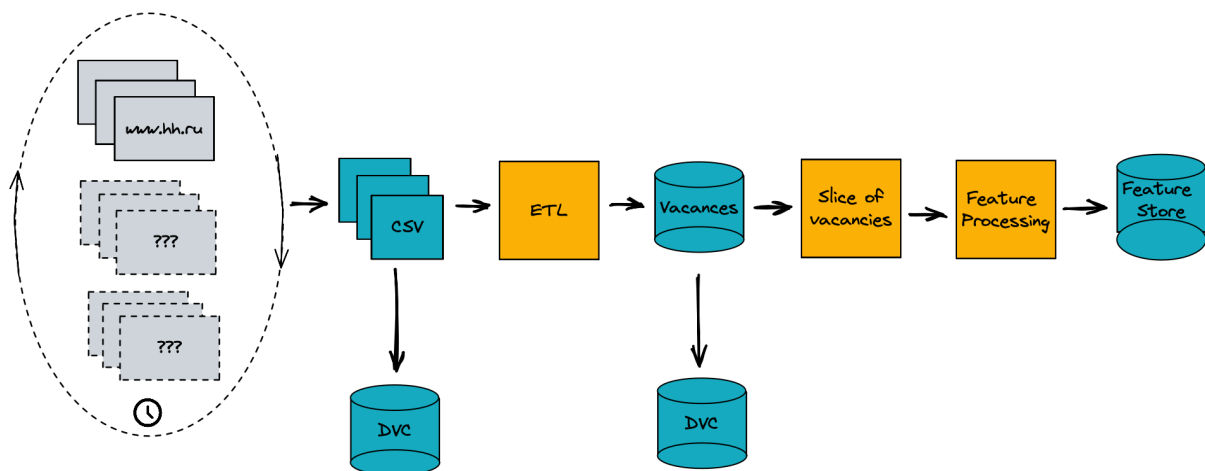 www.hh.ru
???
???
CSV
ETL
Vacances
Slice of
vacancies
Feature
Processing
Feature
Store
DVC
DVC